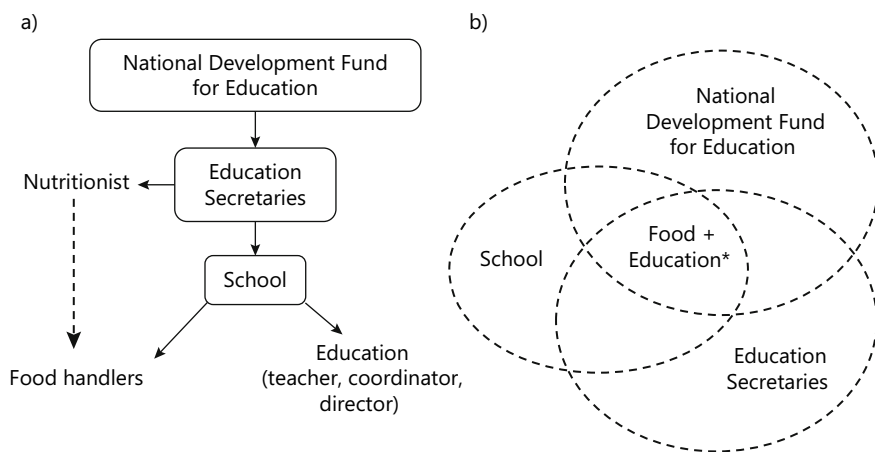 a)
National Development Fund
for Education
Nutritionist
Education
Secretaries
School
Food handlers
Education
(teacher, coordinator,
director)
b)
National
Development Fund
for Education
School
Food +
Education*
Education
Secretaries